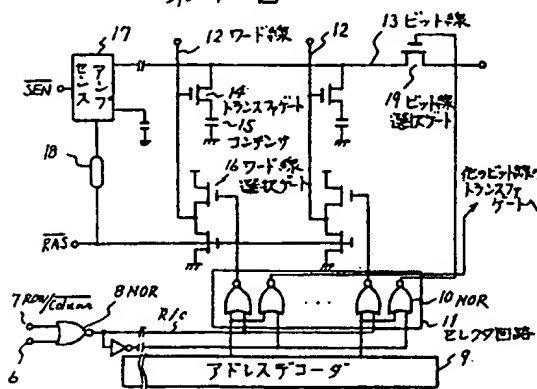 17
センス
アンプ
SEN
18
RAS
12 ワード線
12
13 ビット線
14
トランスファゲート
15
コンデンサ
16 ワード線
選択ゲート
19 ビット線
選択ゲート
他のビット線の
トランスファ
ゲートへ
7 ROW/Column
8 NOR
R/C
6
...
10 NOR
11
セレクタ回路
アドレスデコーダ
9